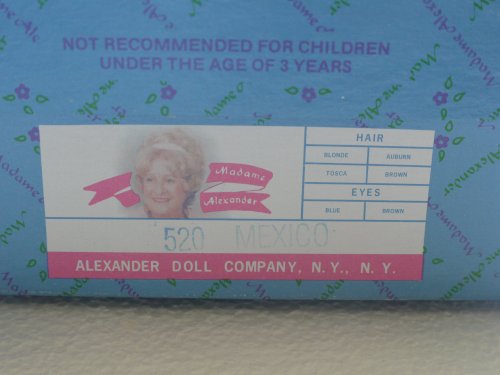 NOT RECOMMENDED FOR CHILDREN
UNDER THE AGE OF 3 YEARS
Madame
Alexander
HAIR
BLONDE AUBURN
TOSCA BROWN
EYES
BLUE BROWN
520 MEXICO
ALEXANDER DOLL COMPANY, N. Y., N. Y.